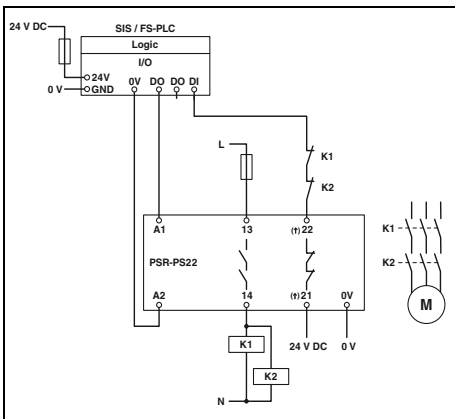 24 V DC
SIS / FS-PLC
Logic
I/O
24V
0V DO DO DI
0 V GND
L
K1
K2
A1 13 (†) 22
PSR-PS22
K1
K2
M
A2 14 (†) 21 0V
K1
24 V DC 0 V
K2
N